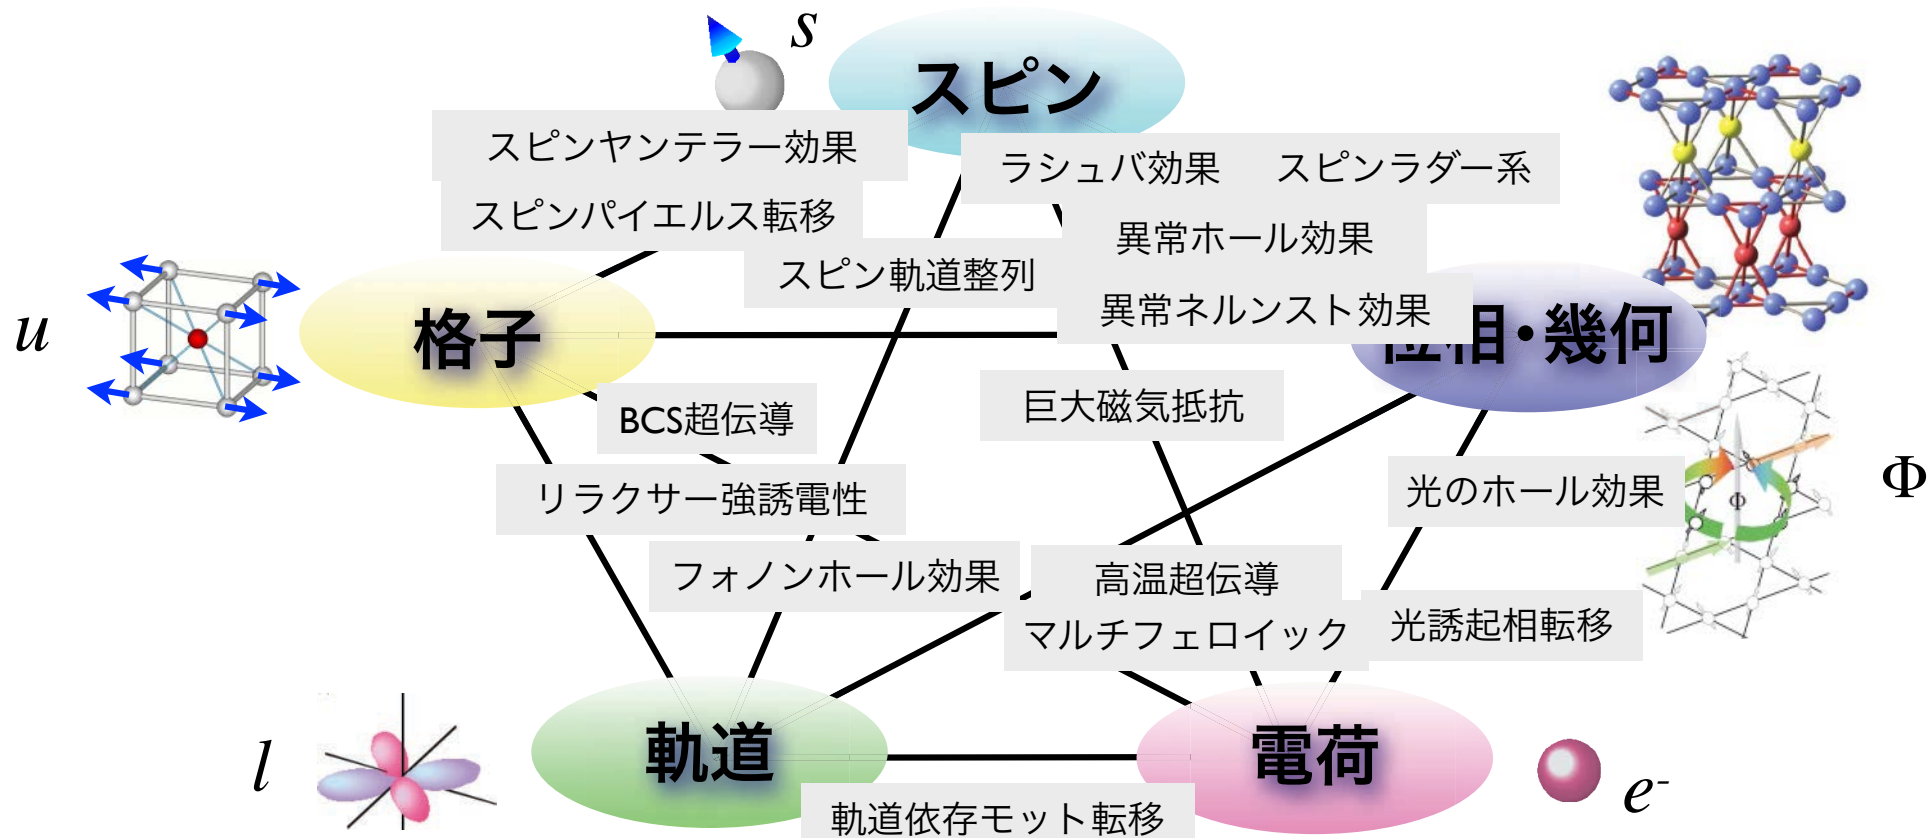 s
スピン
スピンヤンテラー効果
ラシュバ効果
スピンラダー系
スピンパイエルス転移
異常ホール効果
スピン軌道整列
異常ネルンスト効果
u
格子
位相・幾何
BCS超伝導
巨大磁気抵抗
リラクサー強誘電性
光のホール効果
Φ
Φ
フォノンホール効果
高温超伝導
マルチフェロイック
光誘起相転移
l
軌道
電荷
e-
軌道依存モット転移